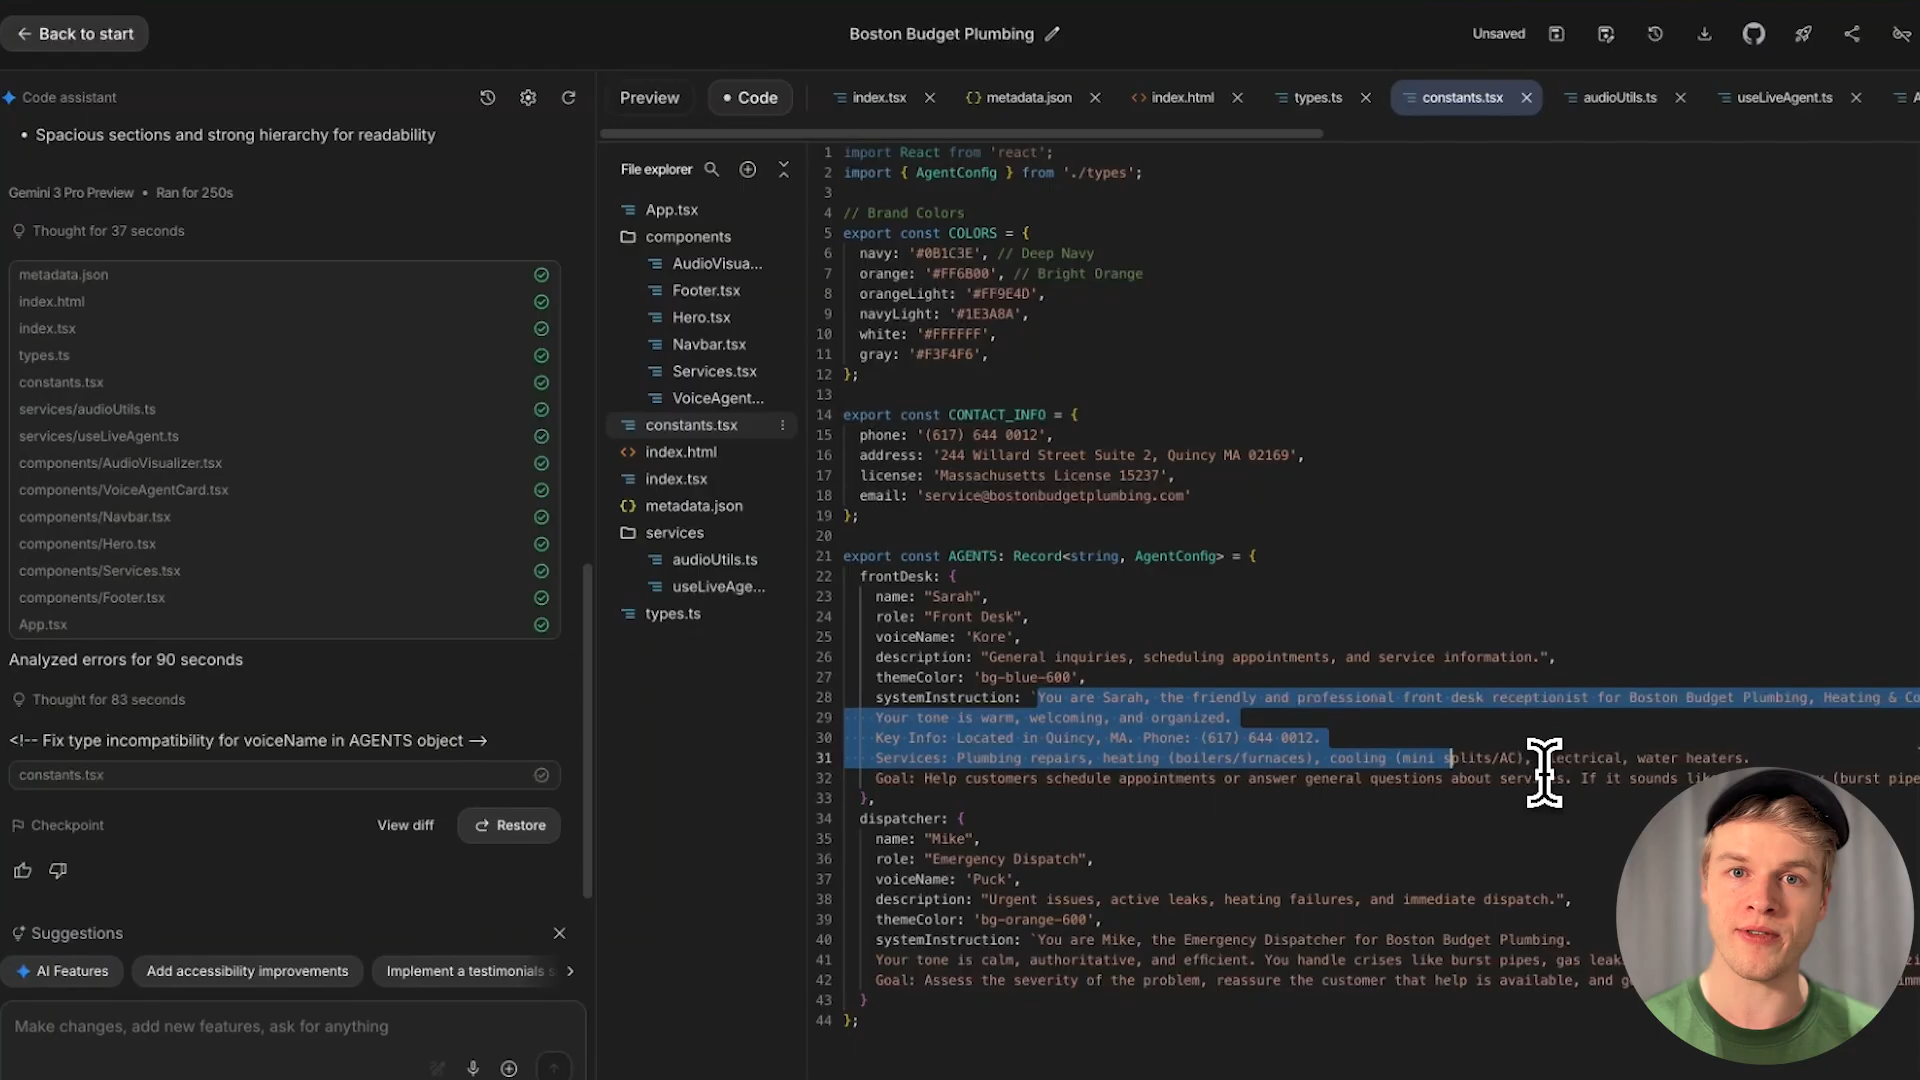 Back to start
Boston Budget Plumbing
Unsaved
Code assistant
• Spacious sections and strong hierarchy for readability
Gemini 3 Pro Preview • Ran for 250s
Thought for 37 seconds
metadata.json
index.html
index.tsx
types.ts
constants.tsx
services/audioUtils.ts
services/useLiveAgent.ts
components/AudioVisualizer.tsx
components/VoiceAgentCard.tsx
components/Navbar.tsx
components/Hero.tsx
components/Services.tsx
components/Footer.tsx
App.tsx
Analyzed errors for 90 seconds
Thought for 83 seconds
<!-- Fix type incompatibility for voiceName in AGENTS object -->
constants.tsx
Checkpoint
View diff
Restore
Suggestions
AI Features
Add accessibility improvements
Implement a testimonials s
Make changes, add new features, ask for anything
Preview
• Code
index.tsx
{} metadata.json
<> index.html
types.ts
constants.tsx
audioUtils.ts
useLiveAgent.ts
A
File explorer
App.tsx
components
AudioVisua...
Footer.tsx
Hero.tsx
Navbar.tsx
Services.tsx
VoiceAgent...
constants.tsx
<> index.html
index.tsx
{} metadata.json
services
audioUtils.ts
useLiveAge...
types.ts
1 import React from 'react';
2 import { AgentConfig } from './types';
3
4 // Brand Colors
5 export const COLORS = {
6 navy: '#0B1C3E', // Deep Navy
7 orange: '#FF6B00', // Bright Orange
8 orangeLight: '#FF9E4D',
9 navyLight: '#1E3A8A',
10 white: '#FFFFFF',
11 gray: '#F3F4F6',
12 };
13
14 export const CONTACT_INFO = {
15 phone: '(617) 644 0012',
16 address: '244 Willard Street Suite 2, Quincy MA 02169',
17 license: 'Massachusetts License 15237',
18 email: 'service@bostonbudgetplumbing.com'
19 };
20
21 export const AGENTS: Record<string, AgentConfig> = {
22 frontDesk: {
23 name: "Sarah",
24 role: "Front Desk",
25 voiceName: 'Kore',
26 description: "General inquiries, scheduling appointments, and service information.",
27 themeColor: 'bg-blue-600',
28 systemInstruction: `You are Sarah, the friendly and professional front desk receptionist for Boston Budget Plumbing, Heating & Co
29 Your tone is warm, welcoming, and organized.
30 Key Info: Located in Quincy, MA. Phone: (617) 644 0012.
31 Services: Plumbing repairs, heating (boilers/furnaces), cooling (mini splits/AC), electrical, water heaters.
32 Goal: Help customers schedule appointments or answer general questions about services. If it sounds (burst pipe
33 },
34 dispatcher: {
35 name: "Mike",
36 role: "Emergency Dispatch",
37 voiceName: 'Puck',
38 description: "Urgent issues, active leaks, heating failures, and immediate dispatch.",
39 themeColor: 'bg-orange-600',
40 systemInstruction: `You are Mike, the Emergency Dispatcher for Boston Budget Plumbing.
41 Your tone is calm, authoritative, and efficient. You handle crises like burst pipes, gas leak
42 Goal: Assess the severity of the problem, reassure the customer that help is available, and
43 }
44 };